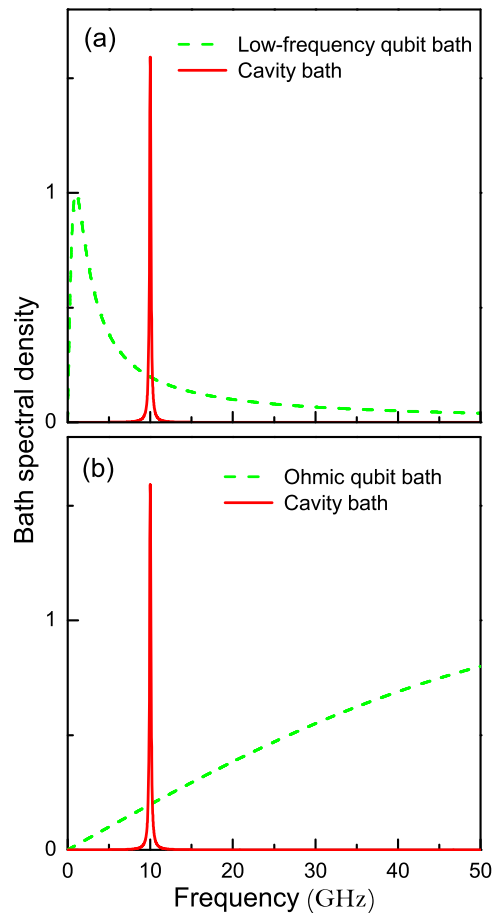 (a)
Low-frequency qubit bath
Cavity bath
1
0
(b)
Ohmic qubit bath
Cavity bath
1
0
0 10 20 30 40 50
Bath spectral density
Frequency (GHz)